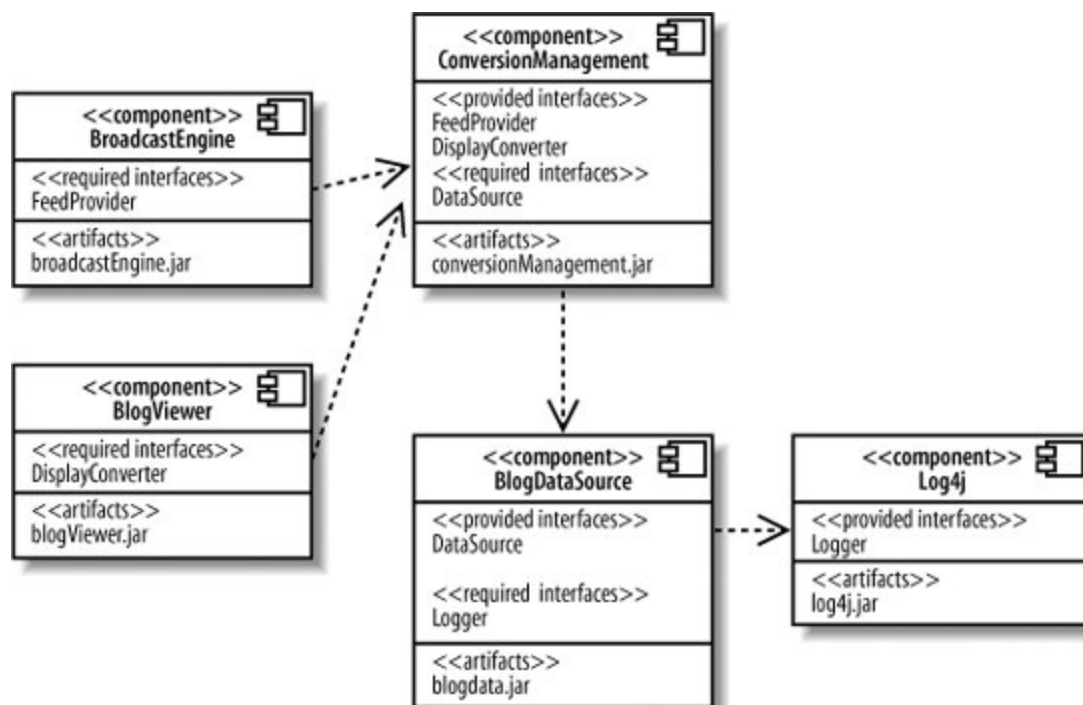 <<component>>
ConversionManagement
<<provided interfaces>>
FeedProvider
DisplayConverter
<<required interfaces>>
DataSource
<<artifacts>>
conversionManagement.jar
<<component>>
BroadcastEngine
<<required interfaces>>
FeedProvider
<<artifacts>>
broadcastEngine.jar
<<component>>
BlogViewer
<<required interfaces>>
DisplayConverter
<<artifacts>>
blogViewer.jar
<<component>>
BlogDataSource
<<provided interfaces>>
DataSource
<<required interfaces>>
Logger
<<artifacts>>
blogdata.jar
<<component>>
Log4j
<<provided interfaces>>
Logger
<<artifacts>>
log4j.jar